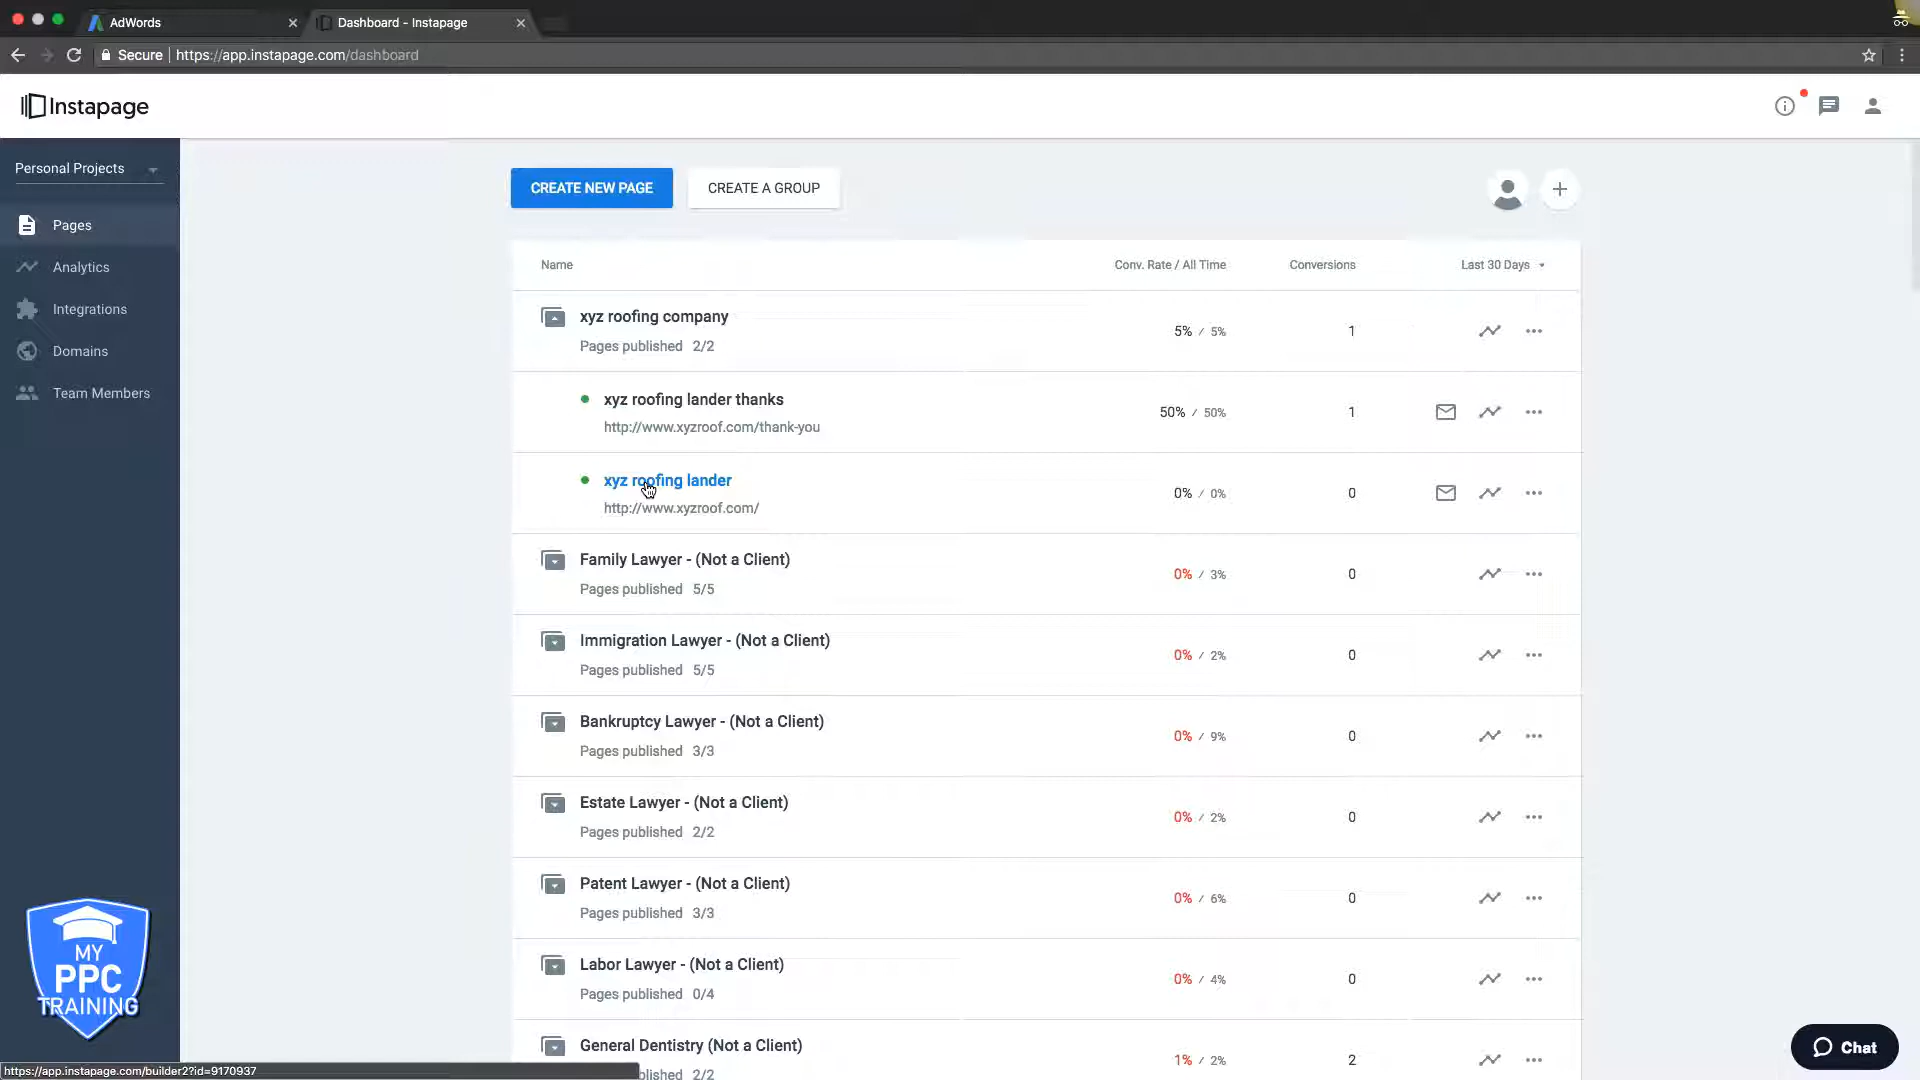 AdWords
Dashboard - Instapage
Secure | https://app.instapage.com/dashboard
Instapage
Personal Projects
Pages
Analytics
Integrations
Domains
Team Members
CREATE NEW PAGE
CREATE A GROUP
Name
Conv. Rate / All Time
Conversions
Last 30 Days
xyz roofing company
Pages published 2/2
5% / 5%
1
xyz roofing lander thanks
http://www.xyzroof.com/thank-you
50% / 50%
1
xyz roofing lander
http://www.xyzroof.com/
0% / 0%
0
Family Lawyer - (Not a Client)
Pages published 5/5
0% / 3%
0
Immigration Lawyer - (Not a Client)
Pages published 5/5
0% / 2%
0
Bankruptcy Lawyer - (Not a Client)
Pages published 3/3
0% / 9%
0
Estate Lawyer - (Not a Client)
Pages published 2/2
0% / 2%
0
Patent Lawyer - (Not a Client)
Pages published 3/3
0% / 6%
0
Labor Lawyer - (Not a Client)
Pages published 0/4
0% / 4%
0
General Dentistry (Not a Client)
blished 2/2
1% / 2%
2
MY
PPC
TRAINING
Chat
https://app.instapage.com/builder2?id=9170937